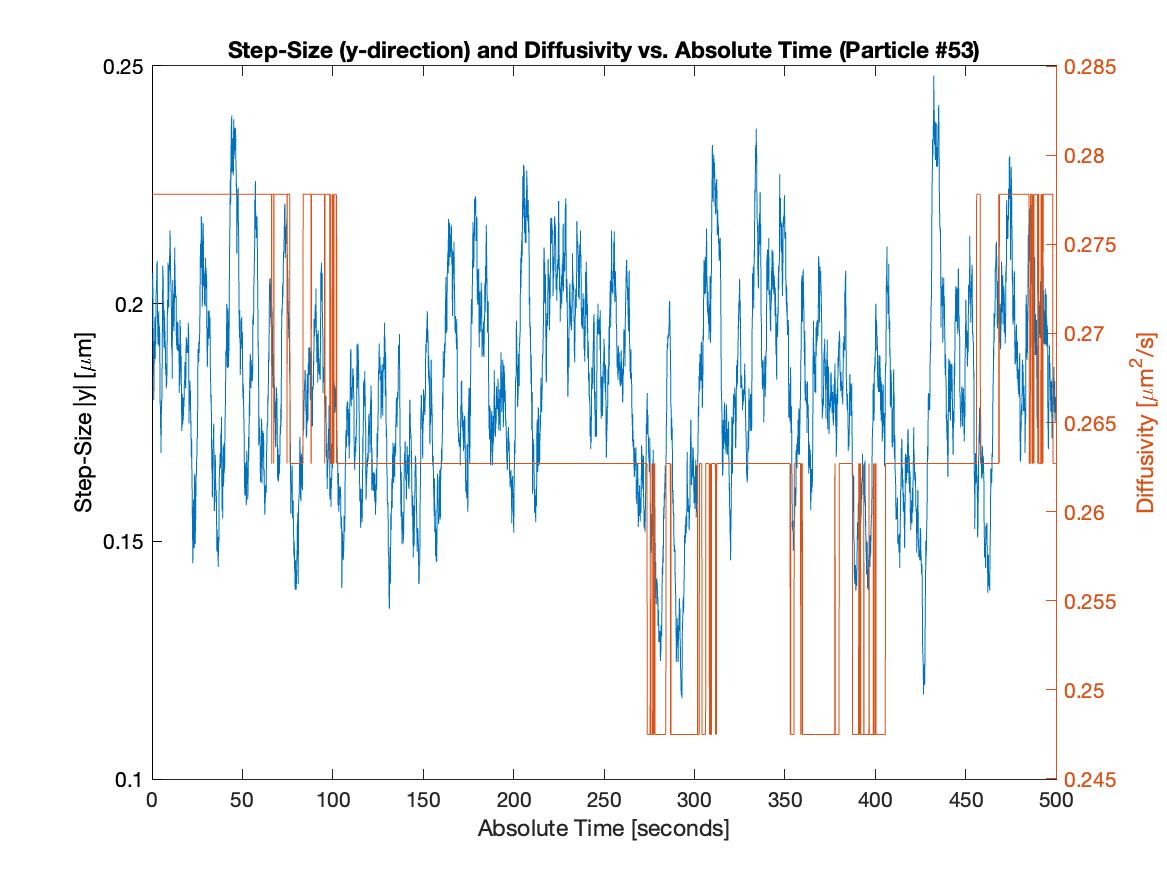 Step-Size (y-direction) and Diffusivity vs. Absolute Time (Particle #53)
0.25
0.2
0.15
0.1
Step-Size |y| [μm]
0.285
0.28
0.275
0.27
0.265
0.26
0.255
0.25
0.245
Diffusivity [μm²/s]
0 50 100 150 200 250 300 350 400 450 500
Absolute Time [seconds]